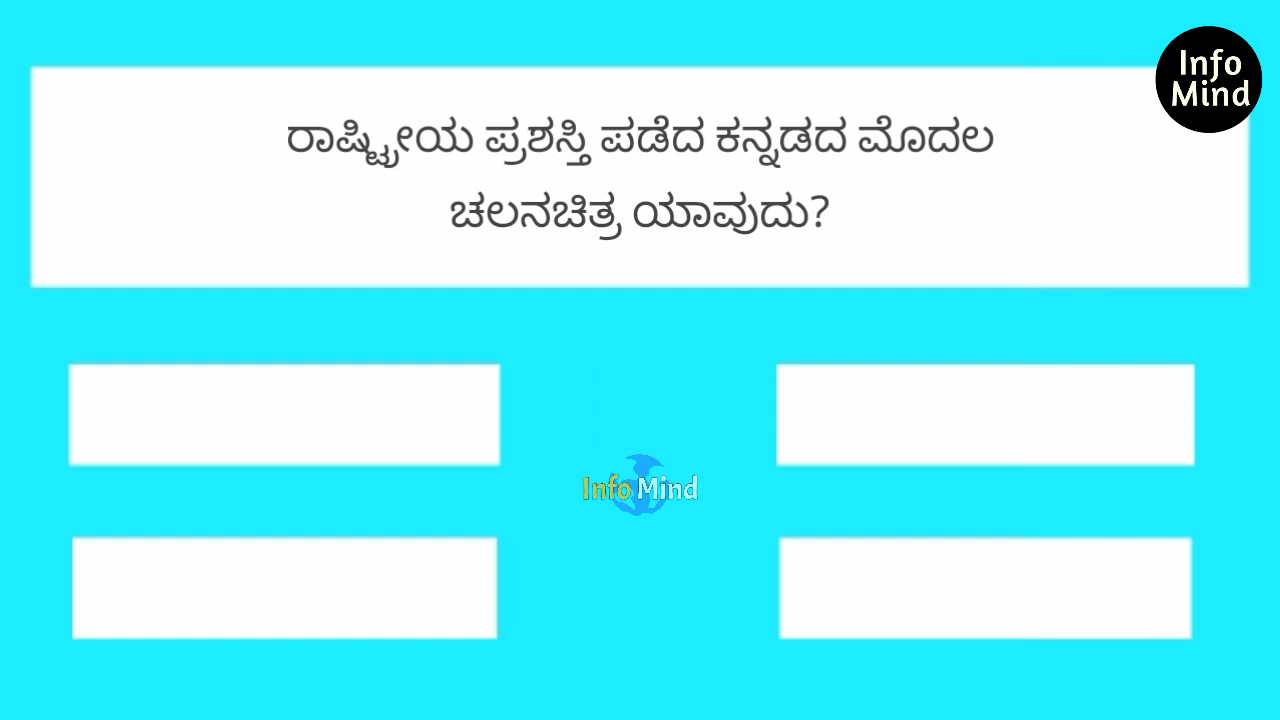 Info
Mind
ರಾಷ್ಟ್ರೀಯ ಪ್ರಶಸ್ತಿ ಪಡೆದ ಕನ್ನಡದ ಮೊದಲ
ಚಲನಚಿತ್ರ ಯಾವುದು?
Info Mind